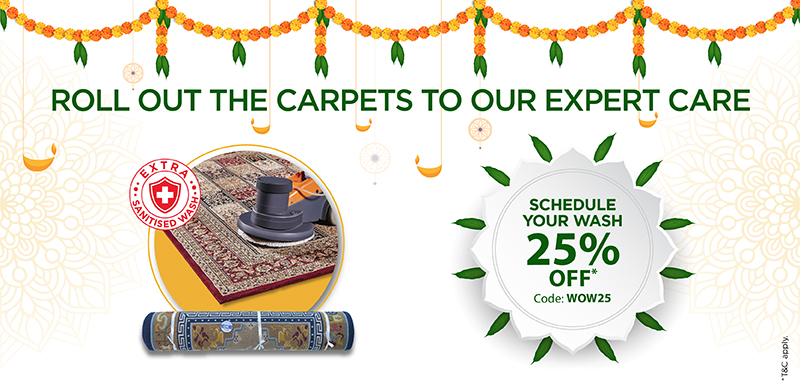 ROLL OUT THE CARPETS TO OUR EXPERT CARE
EXTRA
SANITISED WASH
SCHEDULE
YOUR WASH
25%
OFF*
Code: WOW25
*T&C apply.